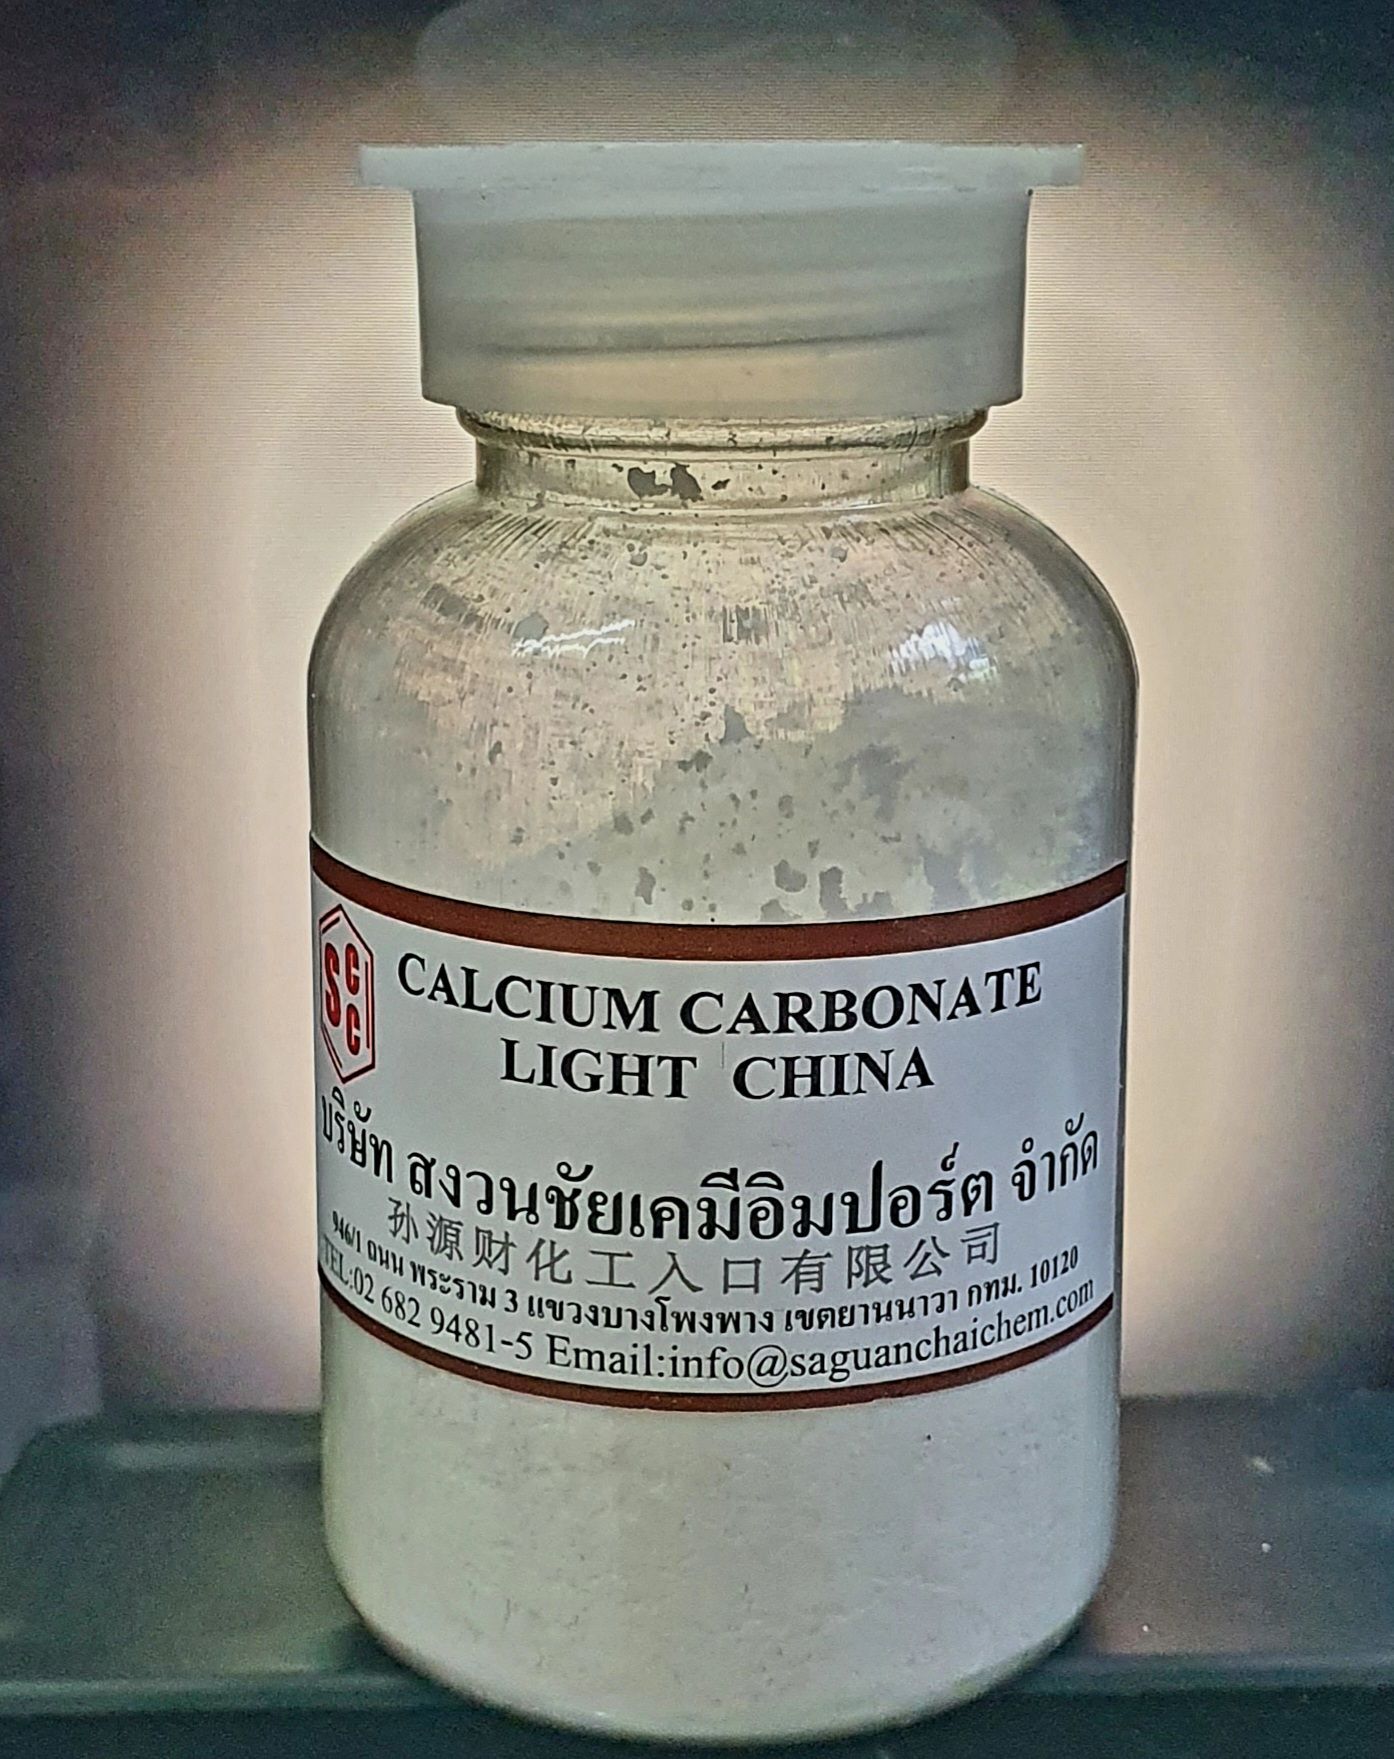 SCCC
CALCIUM CARBONATE
LIGHT CHINA
บริษัท สงวนชัยเคมีอิมปอร์ต จำกัด
孙源财化工入口有限公司
946/1 ถนน พระราม 3 แขวงบางโพงพาง เขตยานนาวา กทม. 10120
TEL:02 682 9481-5 Email:info@saguanchaichem.com